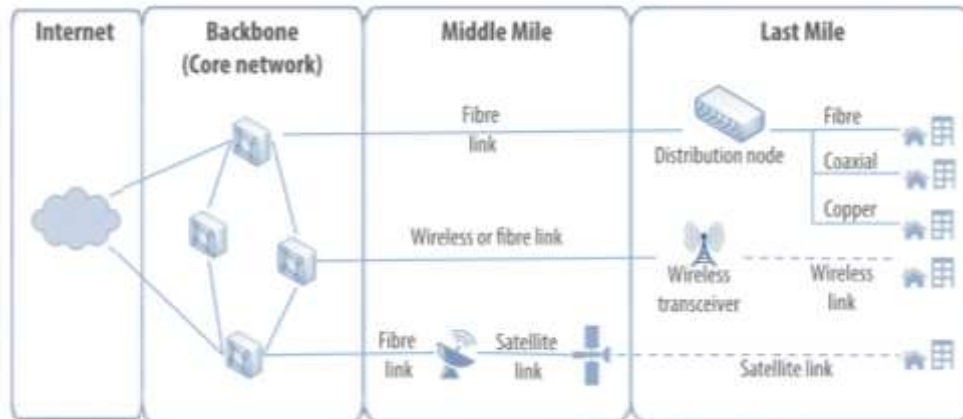 Internet
Backbone
(Core network)
Middle Mile
Last Mile
Fibre
link
Distribution node
Fibre
Coaxial
Copper
Wireless or fibre link
Wireless
transceiver
Wireless
link
Fibre
link
Satellite
link
Satellite link